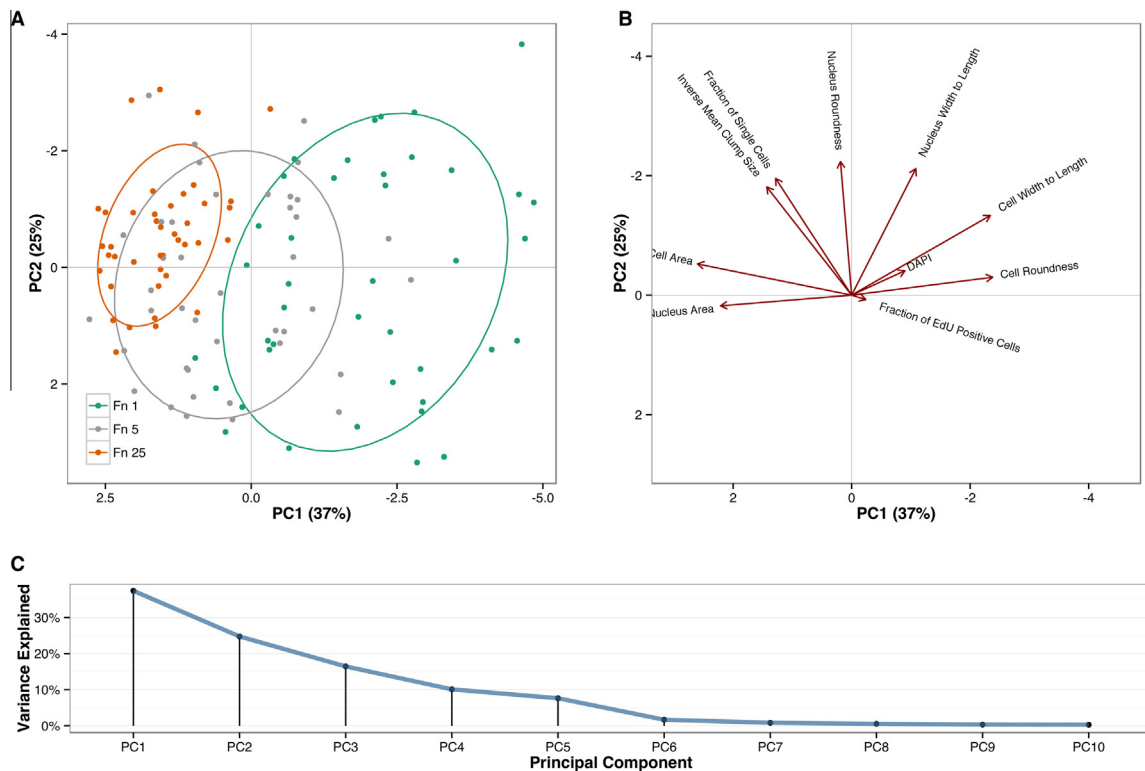 A
-4
-2
0
2
PC2 (25%)
Fn 1
Fn 5
Fn 25
2.5
0.0
-2.5
-5.0
PC1 (37%)
B
-4
-2
0
2
PC2 (25%)
Inverse Mean Clump Size
Fraction of Single Cells
Nucleus Roundness
Nucleus Width to Length
Cell Width to Length
DAPI
Cell Roundness
Cell Area
Nucleus Area
Fraction of EdU Positive Cells
2
0
-2
-4
PC1 (37%)
C
Variance Explained
30%
20%
10%
0%
PC1
PC2
PC3
PC4
PC5
PC6
PC7
PC8
PC9
PC10
Principal Component